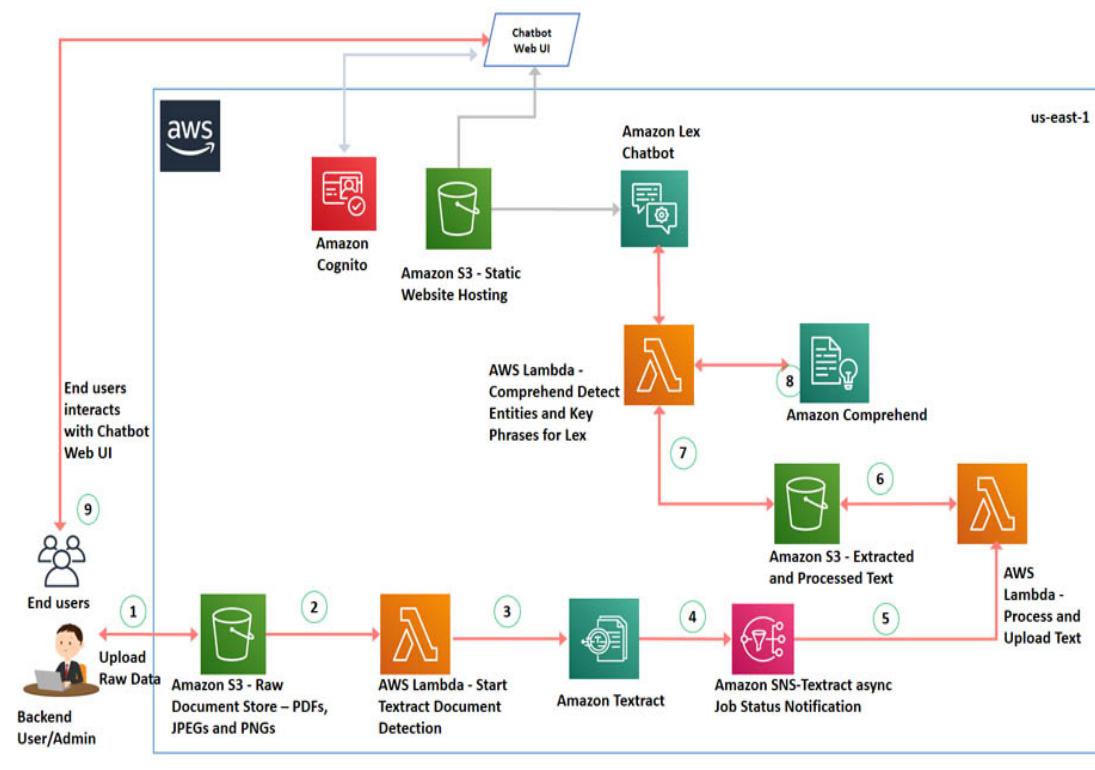 Chatbot
Web UI
aws
us-east-1
Amazon Lex
Chatbot
Amazon
Cognito
Amazon S3 - Static
Website Hosting
AWS Lambda -
Comprehend Detect
Entities and Key
Phrases for Lex
8
Amazon Comprehend
End users
interacts
with Chatbot
Web UI
7
6
9
Amazon S3 - Extracted
and Processed Text
AWS
Lambda -
Process and
Upload Text
End users
1
2
3
4
5
Upload
Raw Data
Amazon S3 - Raw
Document Store – PDFs,
JPEGs and PNGs
AWS Lambda - Start
Textract Document
Detection
Amazon Textract
Amazon SNS-Textract async
Job Status Notification
Backend
User/Admin